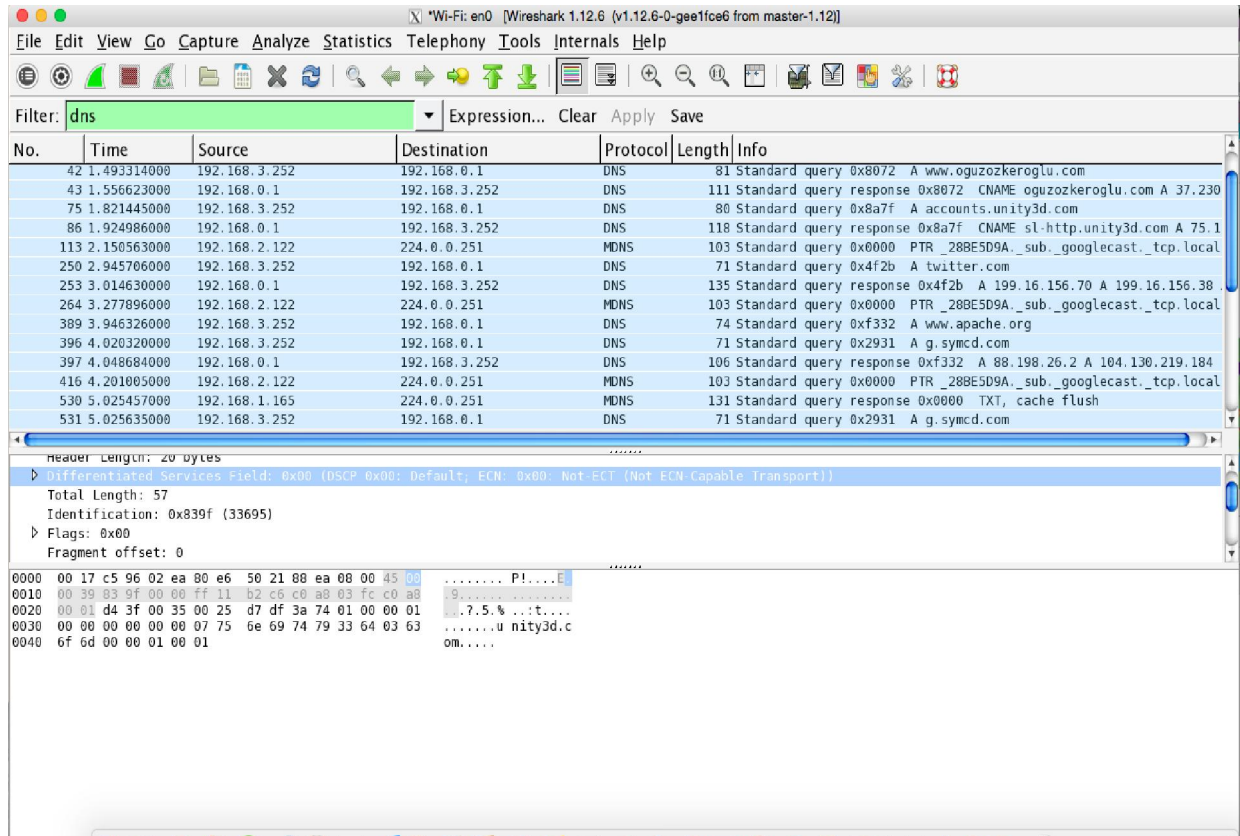 *Wi-Fi: en0 [Wireshark 1.12.6 (v1.12.6-0-gee1fce6 from master-1.12)]
File Edit View Go Capture Analyze Statistics Telephony Tools Internals Help
Filter: dns Expression... Clear Apply Save
No. Time Source Destination Protocol Length Info
42 1.493314000 192.168.3.252 192.168.0.1 DNS 81 Standard query 0x8072 A www.oguzozkeroglu.com
43 1.556623000 192.168.0.1 192.168.3.252 DNS 111 Standard query response 0x8072 CNAME oguzozkeroglu.com A 37.230
75 1.821445000 192.168.3.252 192.168.0.1 DNS 80 Standard query 0x8a7f A accounts.unity3d.com
86 1.924986000 192.168.0.1 192.168.3.252 DNS 118 Standard query response 0x8a7f CNAME sl-http.unity3d.com A 75.1
113 2.150563000 192.168.2.122 224.0.0.251 MDNS 103 Standard query 0x0000 PTR _28BE5D9A._sub._googlecast._tcp.local
250 2.945706000 192.168.3.252 192.168.0.1 DNS 71 Standard query 0x4f2b A twitter.com
253 3.014630000 192.168.0.1 192.168.3.252 DNS 135 Standard query response 0x4f2b A 199.16.156.70 A 199.16.156.38 .
264 3.277896000 192.168.2.122 224.0.0.251 MDNS 103 Standard query 0x0000 PTR _28BE5D9A._sub._googlecast._tcp.local
389 3.946326000 192.168.3.252 192.168.0.1 DNS 74 Standard query 0xf332 A www.apache.org
396 4.020320000 192.168.3.252 192.168.0.1 DNS 71 Standard query 0x2931 A g.symcd.com
397 4.048684000 192.168.0.1 192.168.3.252 DNS 106 Standard query response 0xf332 A 88.198.26.2 A 104.130.219.184
416 4.201005000 192.168.2.122 224.0.0.251 MDNS 103 Standard query 0x0000 PTR _28BE5D9A._sub._googlecast._tcp.local
530 5.025457000 192.168.1.165 224.0.0.251 MDNS 131 Standard query response 0x0000 TXT, cache flush
531 5.025635000 192.168.3.252 192.168.0.1 DNS 71 Standard query 0x2931 A g.symcd.com
Header Length: 20 bytes
Differentiated Services Field: 0x00 (DSCP 0x00: Default; ECN: 0x00: Not-ECT (Not ECN-Capable Transport))
Total Length: 57
Identification: 0x839f (33695)
Flags: 0x00
Fragment offset: 0
0000 00 17 c5 96 02 ea 80 e6 50 21 88 ea 08 00 45 00 ........ P!....E.
0010 00 39 83 9f 00 00 ff 11 b2 c6 c0 a8 03 fc c0 a8 .9...... ........
0020 00 01 d4 3f 00 35 00 25 d7 df 3a 74 01 00 00 01 ...?.5.% ..:t....
0030 00 00 00 00 00 00 07 75 6e 69 74 79 33 64 03 63 .......u nity3d.c
0040 6f 6d 00 00 01 00 01 om.....